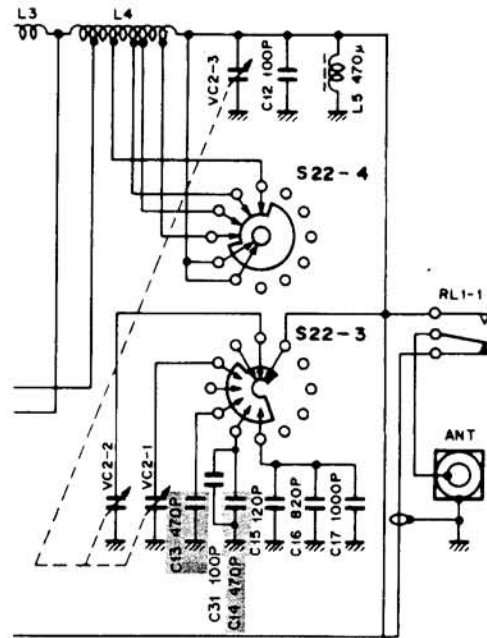 L3
L4
VC2-3
C12 100P
L5 470μ
S22-4
RL1-1
S22-3
ANT
VC2-2
VC2-1
C13 470P
C31 100P
C14 470P
C15 120P
C16 820P
C17 1000P